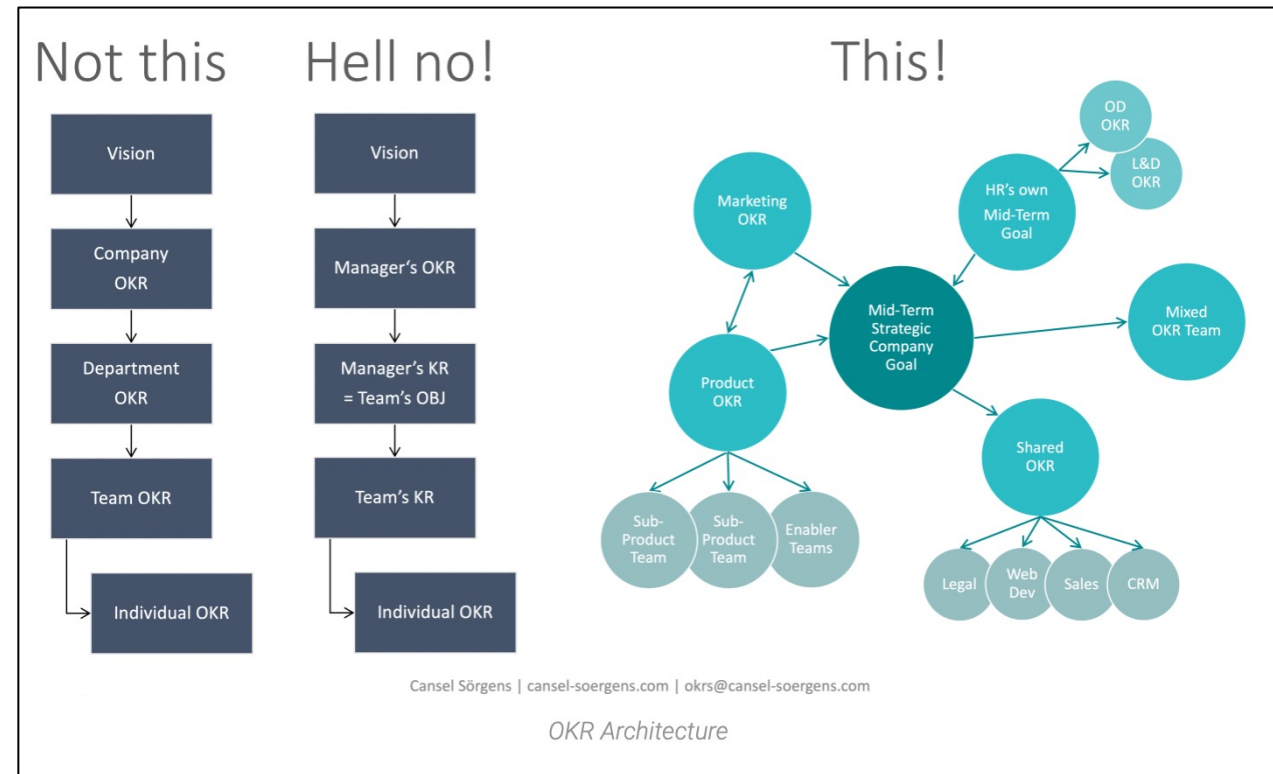 Not this
Vision
Company
OKR
Department
OKR
Team OKR
Individual OKR
Hell no!
Vision
Manager‘s OKR
Manager’s KR
= Team’s OBJ
Team’s KR
Individual OKR
This!
OD
OKR
L&D
OKR
HR’s own
Mid-Term
Goal
Marketing
OKR
Mid-Term
Strategic
Company
Goal
Mixed
OKR Team
Product
OKR
Shared
OKR
Sub-
Product
Team
Sub-
Product
Team
Enabler
Teams
Legal
Web
Dev
Sales
CRM
Cansel Sörgens | cansel-soergens.com | okrs@cansel-soergens.com
OKR Architecture